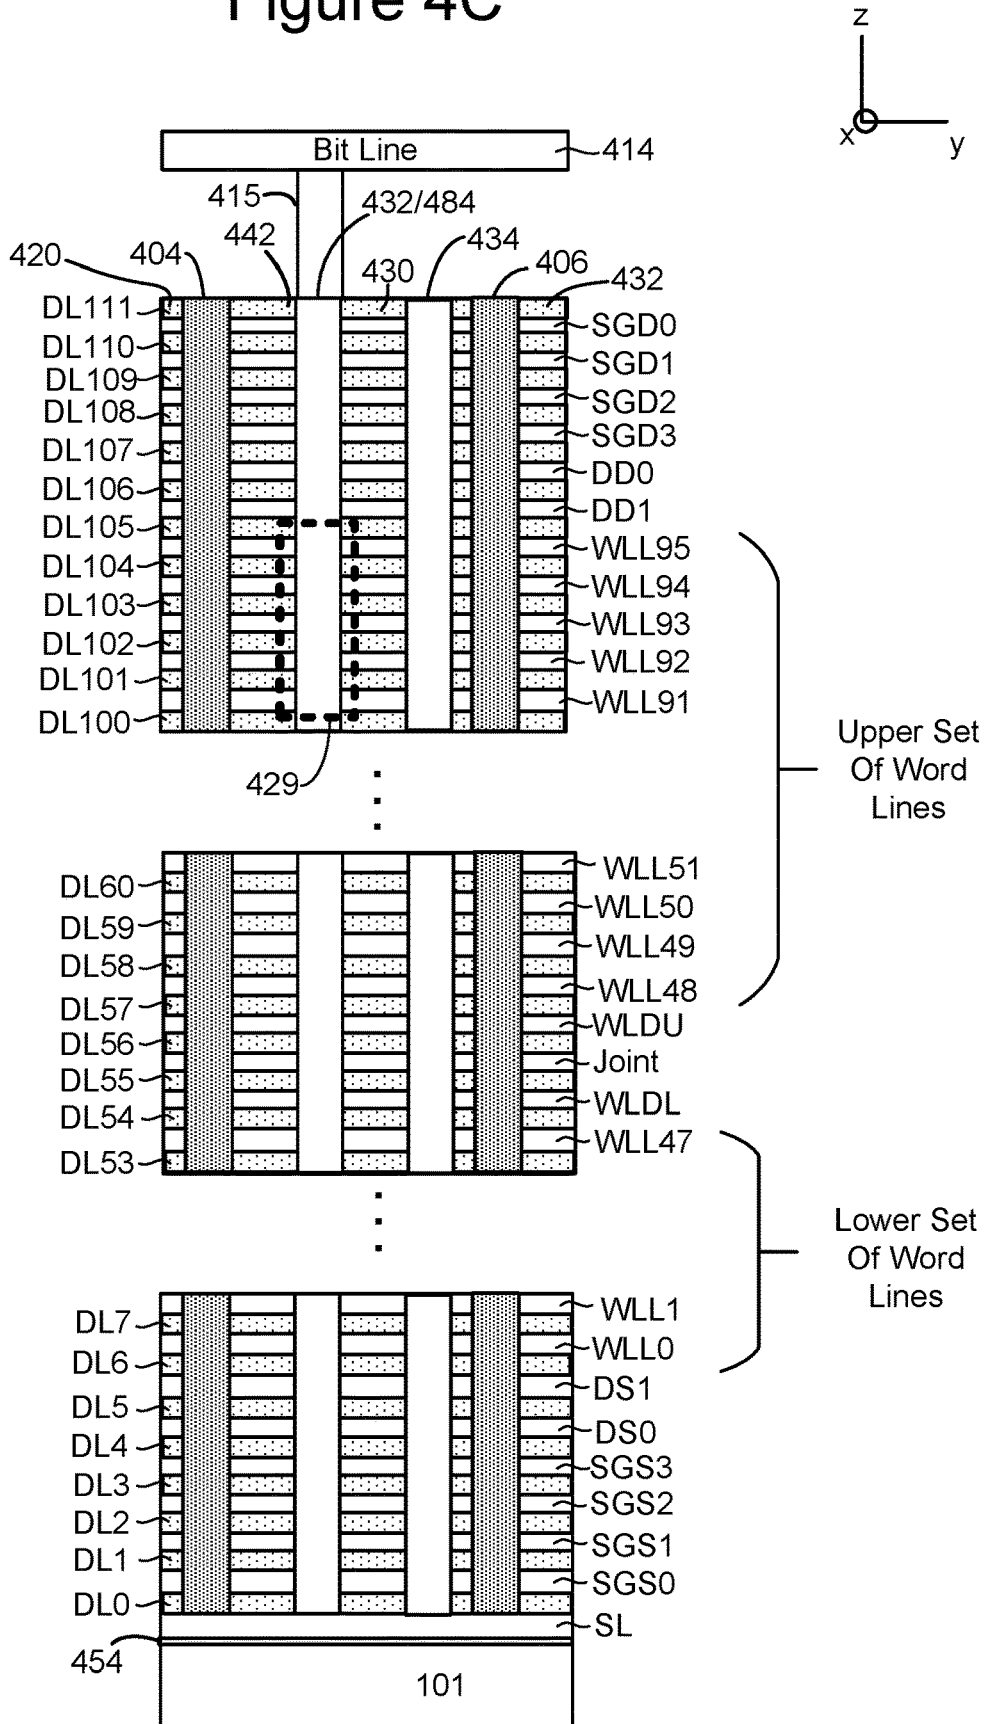 Figure 4C
z
x
y
Bit Line
414
415
432/484
442
434
420
404
430
406
432
DL111
SGD0
DL110
SGD1
DL109
SGD2
DL108
SGD3
DL107
DD0
DL106
DD1
DL105
WLL95
DL104
WLL94
DL103
WLL93
DL102
WLL92
DL101
WLL91
DL100
429
Upper Set
Of Word
Lines
WLL51
DL60
WLL50
DL59
WLL49
DL58
WLL48
DL57
WLDU
DL56
Joint
DL55
WLDL
DL54
WLL47
DL53
Lower Set
Of Word
Lines
WLL1
DL7
WLL0
DL6
DS1
DL5
DS0
DL4
SGS3
DL3
SGS2
DL2
SGS1
DL1
SGS0
DL0
SL
454
101